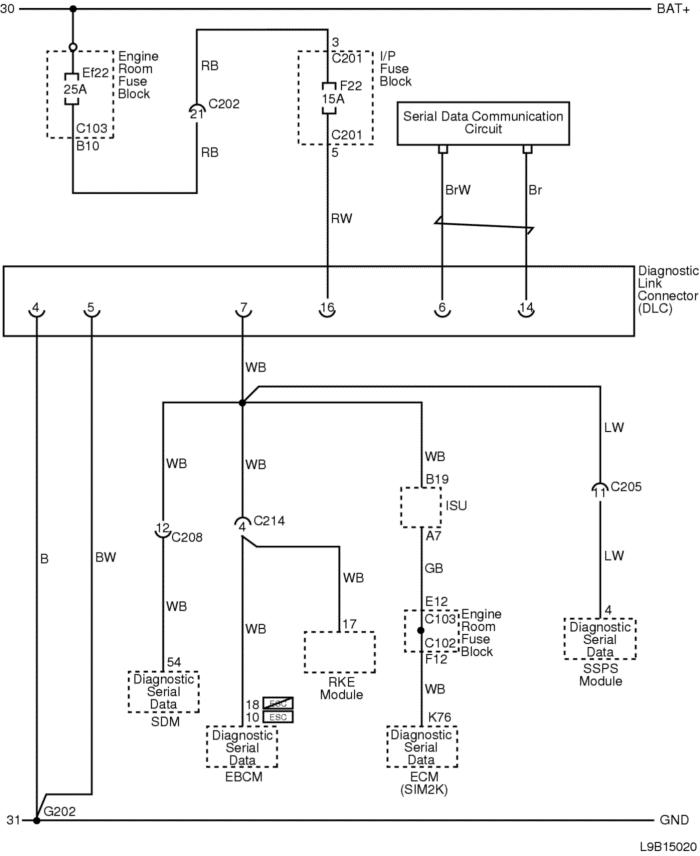 30
BAT+
Engine
Room
Fuse
Block
Ef22
25A
C103
B10
RB
C202
21
RB
3
C201
I/P
Fuse
Block
F22
15A
C201
5
RW
Serial Data Communication
Circuit
BrW
Br
Diagnostic
Link
Connector
(DLC)
4
5
7
16
6
14
WB
WB
WB
WB
LW
B19
ISU
A7
11
C205
12
C208
4
C214
B
BW
GB
LW
WB
WB
WB
E12
C103
C102
F12
Engine
Room
Fuse
Block
17
RKE
Module
4
Diagnostic
Serial
Data
SSPS
Module
54
Diagnostic
Serial
Data
SDM
WB
18 ESC
10 ESC
Diagnostic
Serial
Data
EBCM
K76
Diagnostic
Serial
Data
ECM
(SIM2K)
G202
31
GND
L9B15020